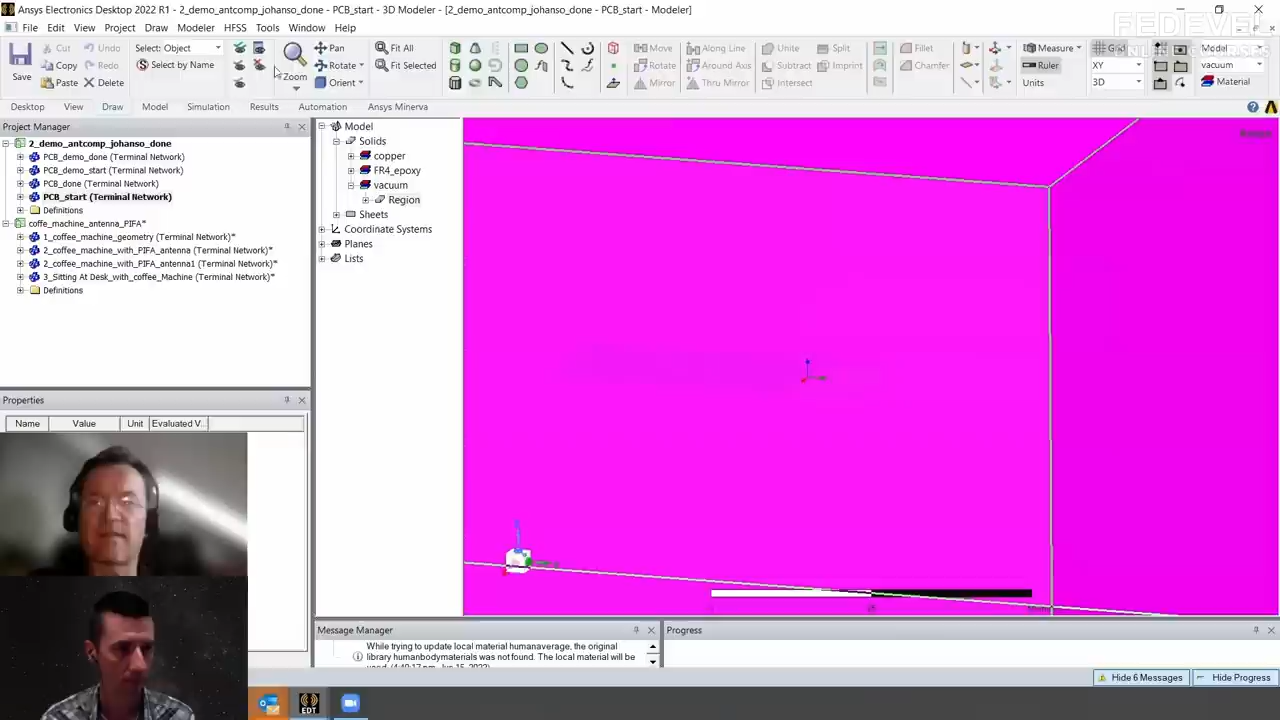 Ansys Electronics Desktop 2022 R1 - 2_demo_antcomp_johanso_done - PCB_start - 3D Modeler - [2_demo_antcomp_johanso_done - PCB_start - Modeler]
FEDEVEL
File Edit View Project Draw Modeler HFSS Tools Window Help
Save
Cut Undo
Copy Redo
Paste Delete
Select: Object
Select by Name
Zoom
Pan
Rotate
Orient
Fit All
Fit Selected
Move Along Line Unite Split Fillet
Rotate Around Axis Subtract Imprint Chamfer
Mirror Thru Mirror Intersect
Measure Grid Model
Ruler XY vacuum
Units 3D Material
Desktop View Draw Model Simulation Results Automation Ansys Minerva
Project Manager
2_demo_antcomp_johanso_done
PCB_demo_done (Terminal Network)
PCB_demo_start (Terminal Network)
PCB_done (Terminal Network)
PCB_start (Terminal Network)
Definitions
coffe_machine_antenna_PIFA*
1_coffee_machine_geometry (Terminal Network)*
2_coffee_machine_with_PIFA_antenna (Terminal Network)*
2_coffee_machine_with_PIFA_antenna1 (Terminal Network)*
3_Sitting At Desk_with_coffee_Machine (Terminal Network)*
Definitions
Model
Solids
copper
FR4_epoxy
vacuum
Region
Sheets
Coordinate Systems
Planes
Lists
Properties
Name Value Unit Evaluated V...
Message Manager
While trying to update local material humanaverage, the original
library humanbodymaterials was not found. The local material will be
Progress
Hide 6 Messages Hide Progress
EDT